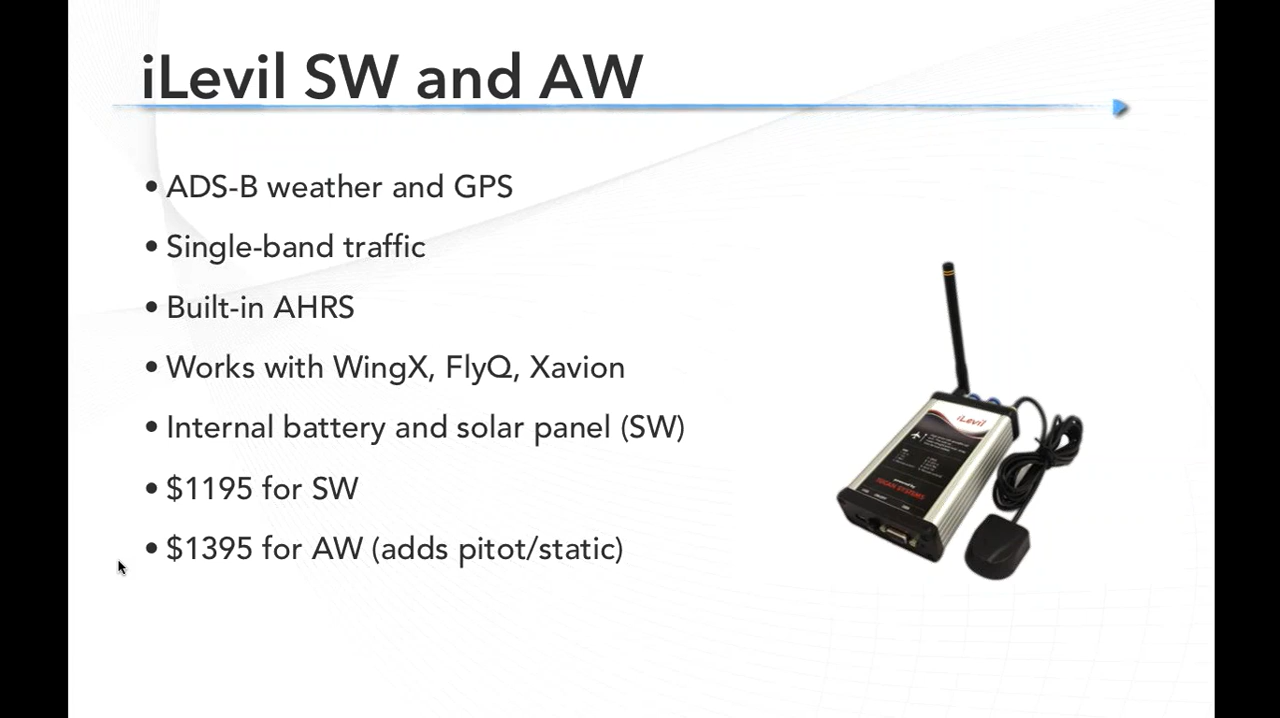 iLevil SW and AW
• ADS-B weather and GPS
• Single-band traffic
• Built-in AHRS
• Works with WingX, FlyQ, Xavion
• Internal battery and solar panel (SW)
• $1195 for SW
• $1395 for AW (adds pitot/static)
iLevil